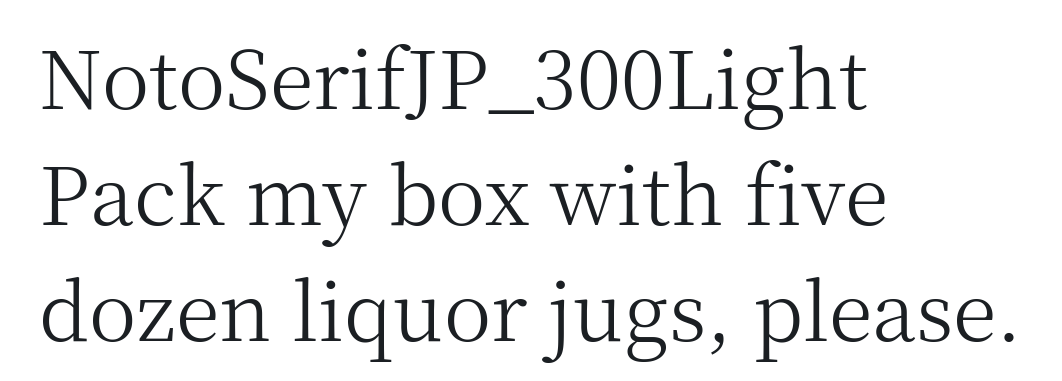 NotoSerifJP_300Light
Pack my box with five
dozen liquor jugs, please.